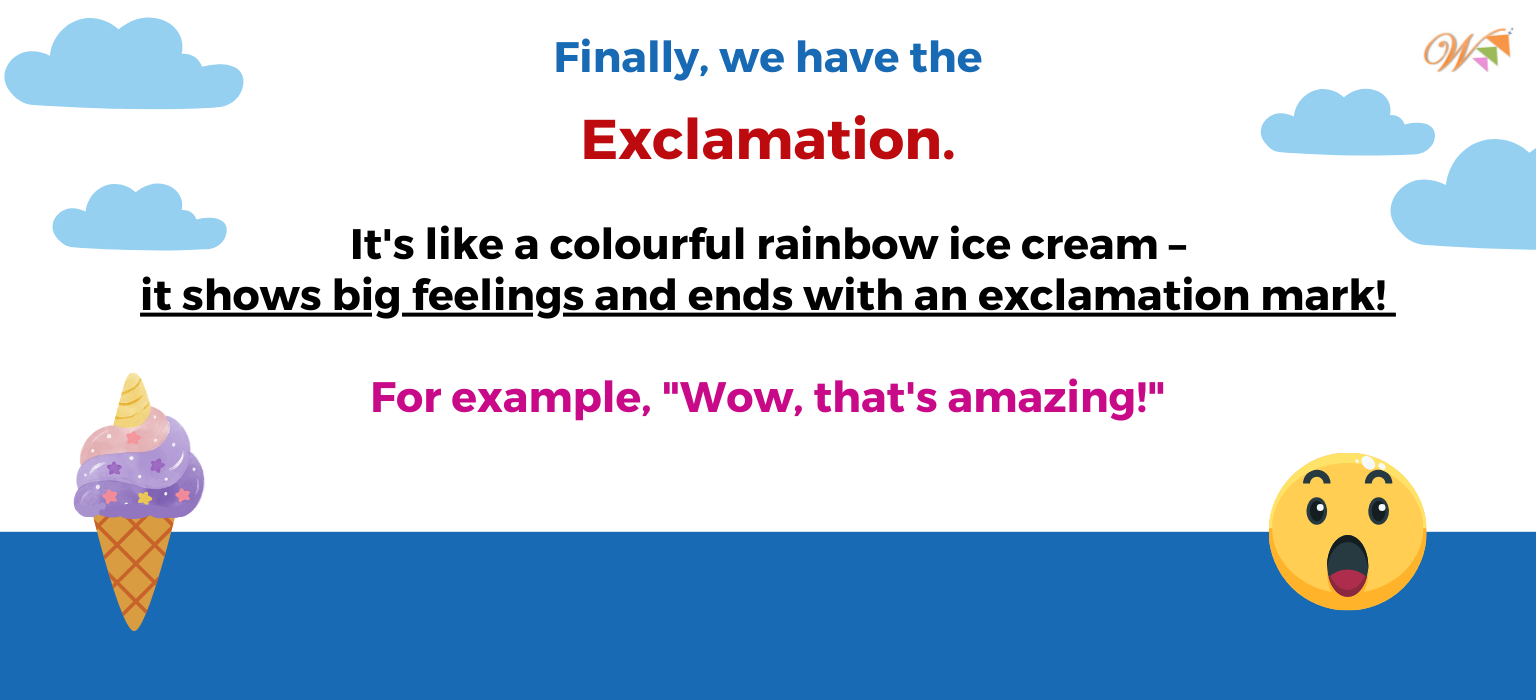 Finally, we have the
Exclamation.
It's like a colourful rainbow ice cream –
it shows big feelings and ends with an exclamation mark!
For example, "Wow, that's amazing!"
W